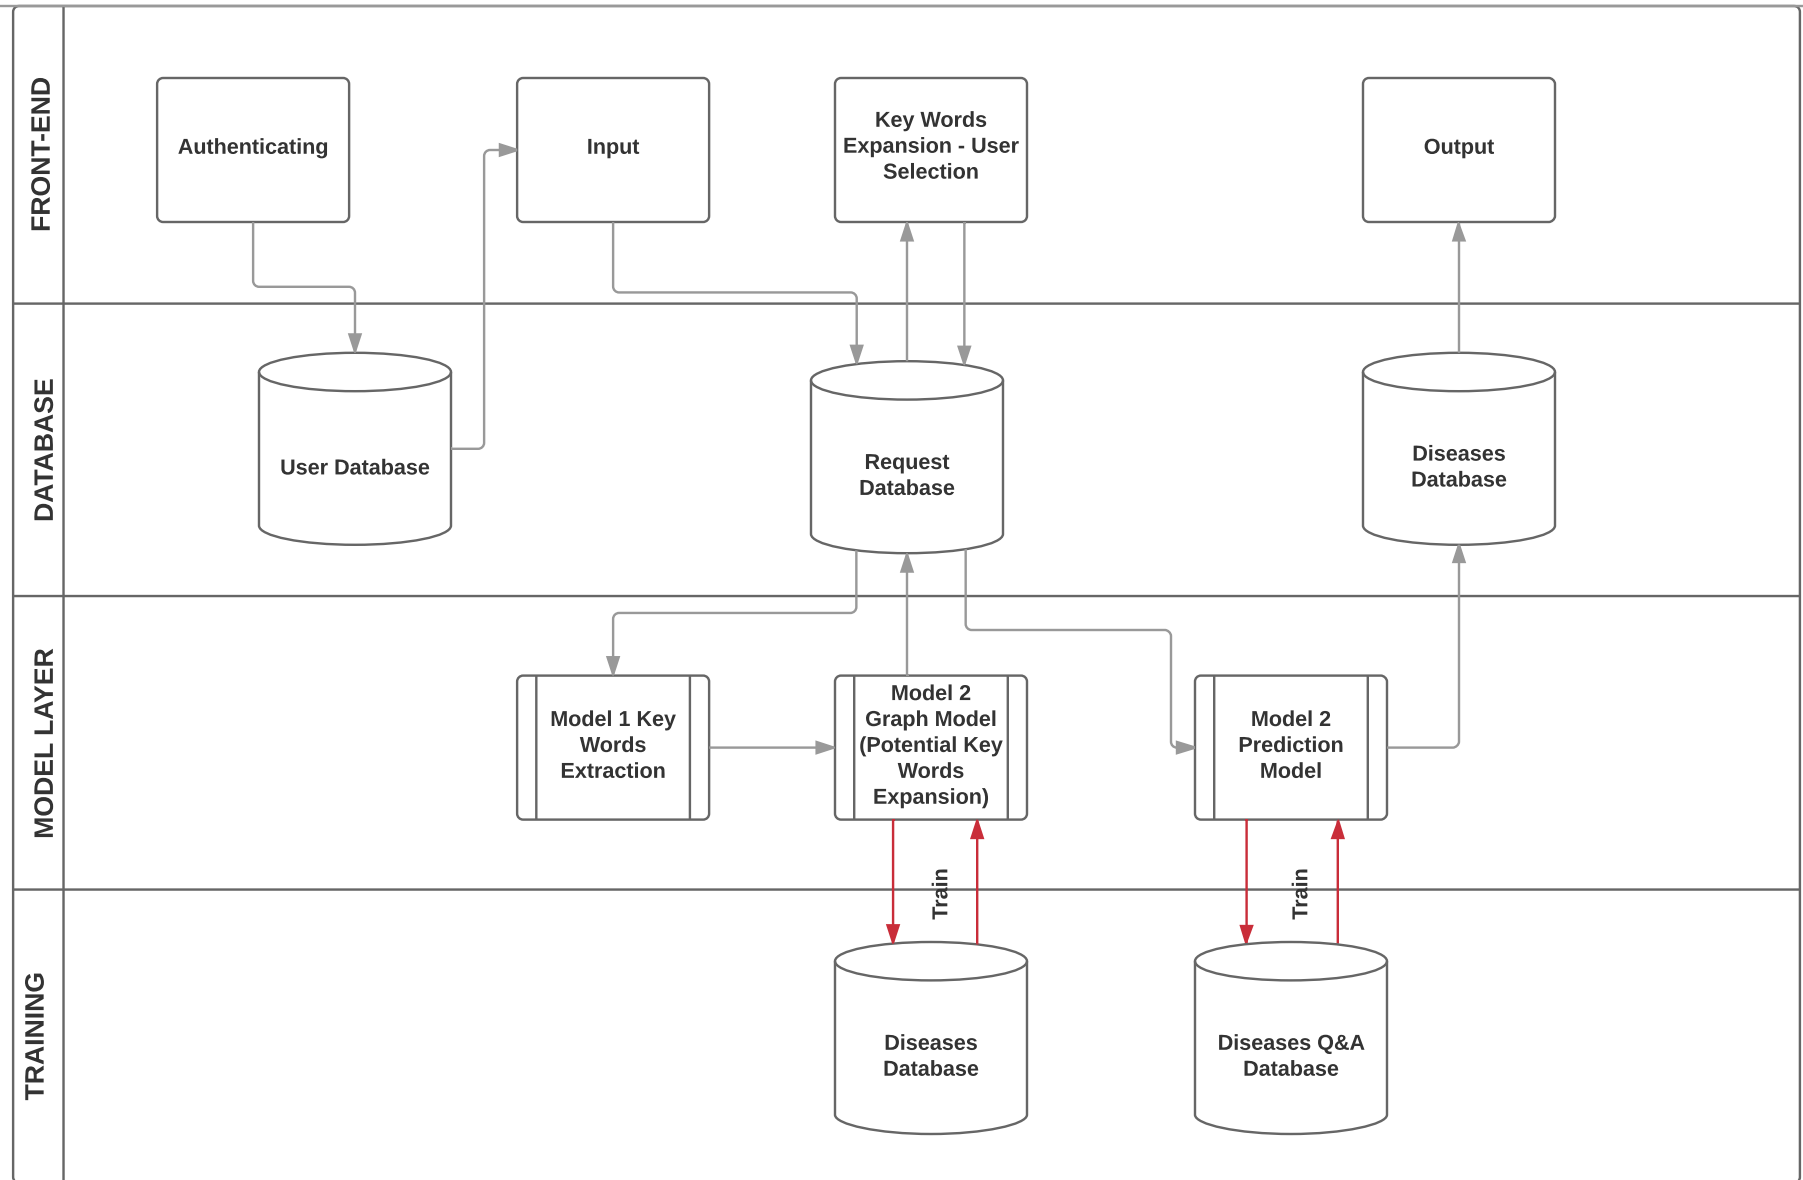 FRONT-END
Authenticating
Input
Key Words
Expansion - User
Selection
Output
DATABASE
User Database
Request
Database
Diseases
Database
MODEL LAYER
Model 1 Key
Words
Extraction
Model 2
Graph Model
(Potential Key
Words
Expansion)
Model 2
Prediction
Model
Train
Train
TRAINING
Diseases
Database
Diseases Q&A
Database